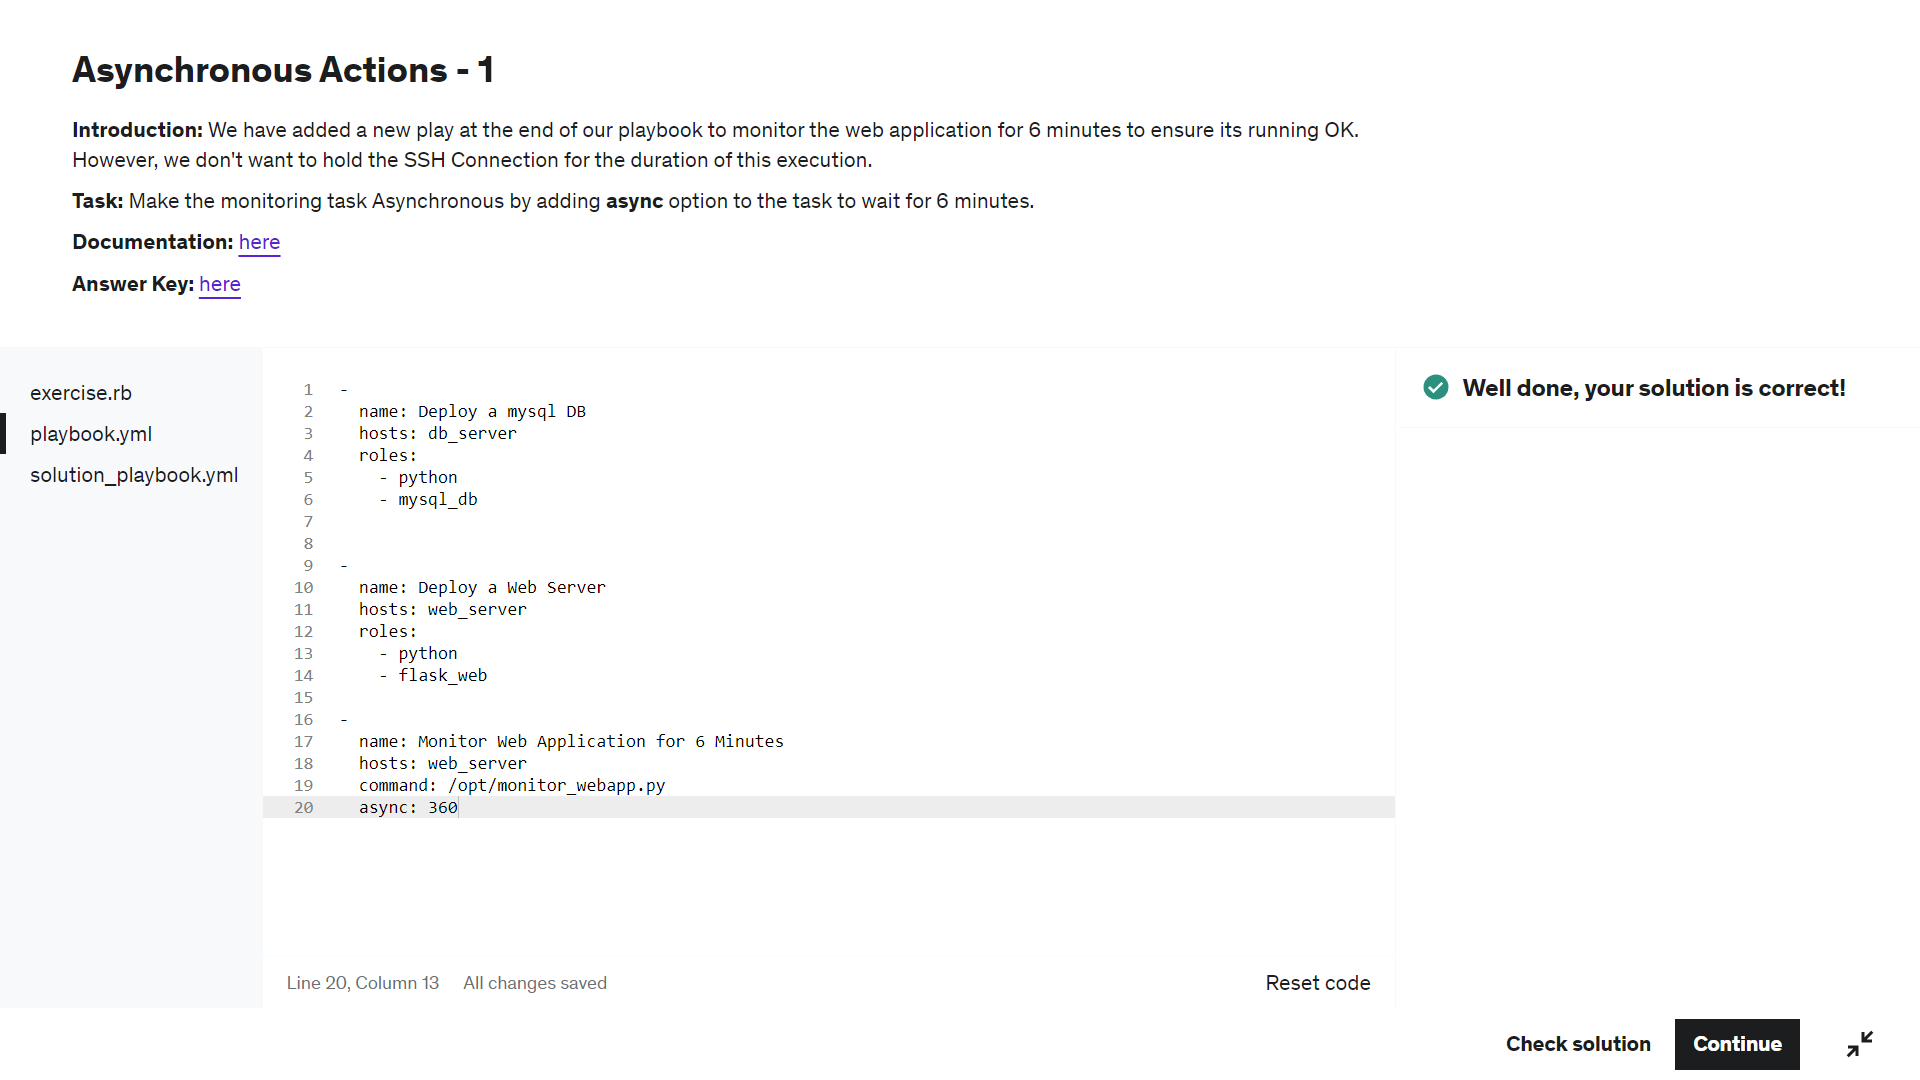 Asynchronous Actions - 1
Introduction: We have added a new play at the end of our playbook to monitor the web application for 6 minutes to ensure its running OK.
However, we don't want to hold the SSH Connection for the duration of this execution.
Task: Make the monitoring task Asynchronous by adding async option to the task to wait for 6 minutes.
Documentation: here
Answer Key: here
exercise.rb
playbook.yml
solution_playbook.yml
1 -
2 name: Deploy a mysql DB
3 hosts: db_server
4 roles:
5 - python
6 - mysql_db
7
8
9 -
10 name: Deploy a Web Server
11 hosts: web_server
12 roles:
13 - python
14 - flask_web
15
16 -
17 name: Monitor Web Application for 6 Minutes
18 hosts: web_server
19 command: /opt/monitor_webapp.py
20 async: 360
Line 20, Column 13 All changes saved
Reset code
Well done, your solution is correct!
Check solution
Continue